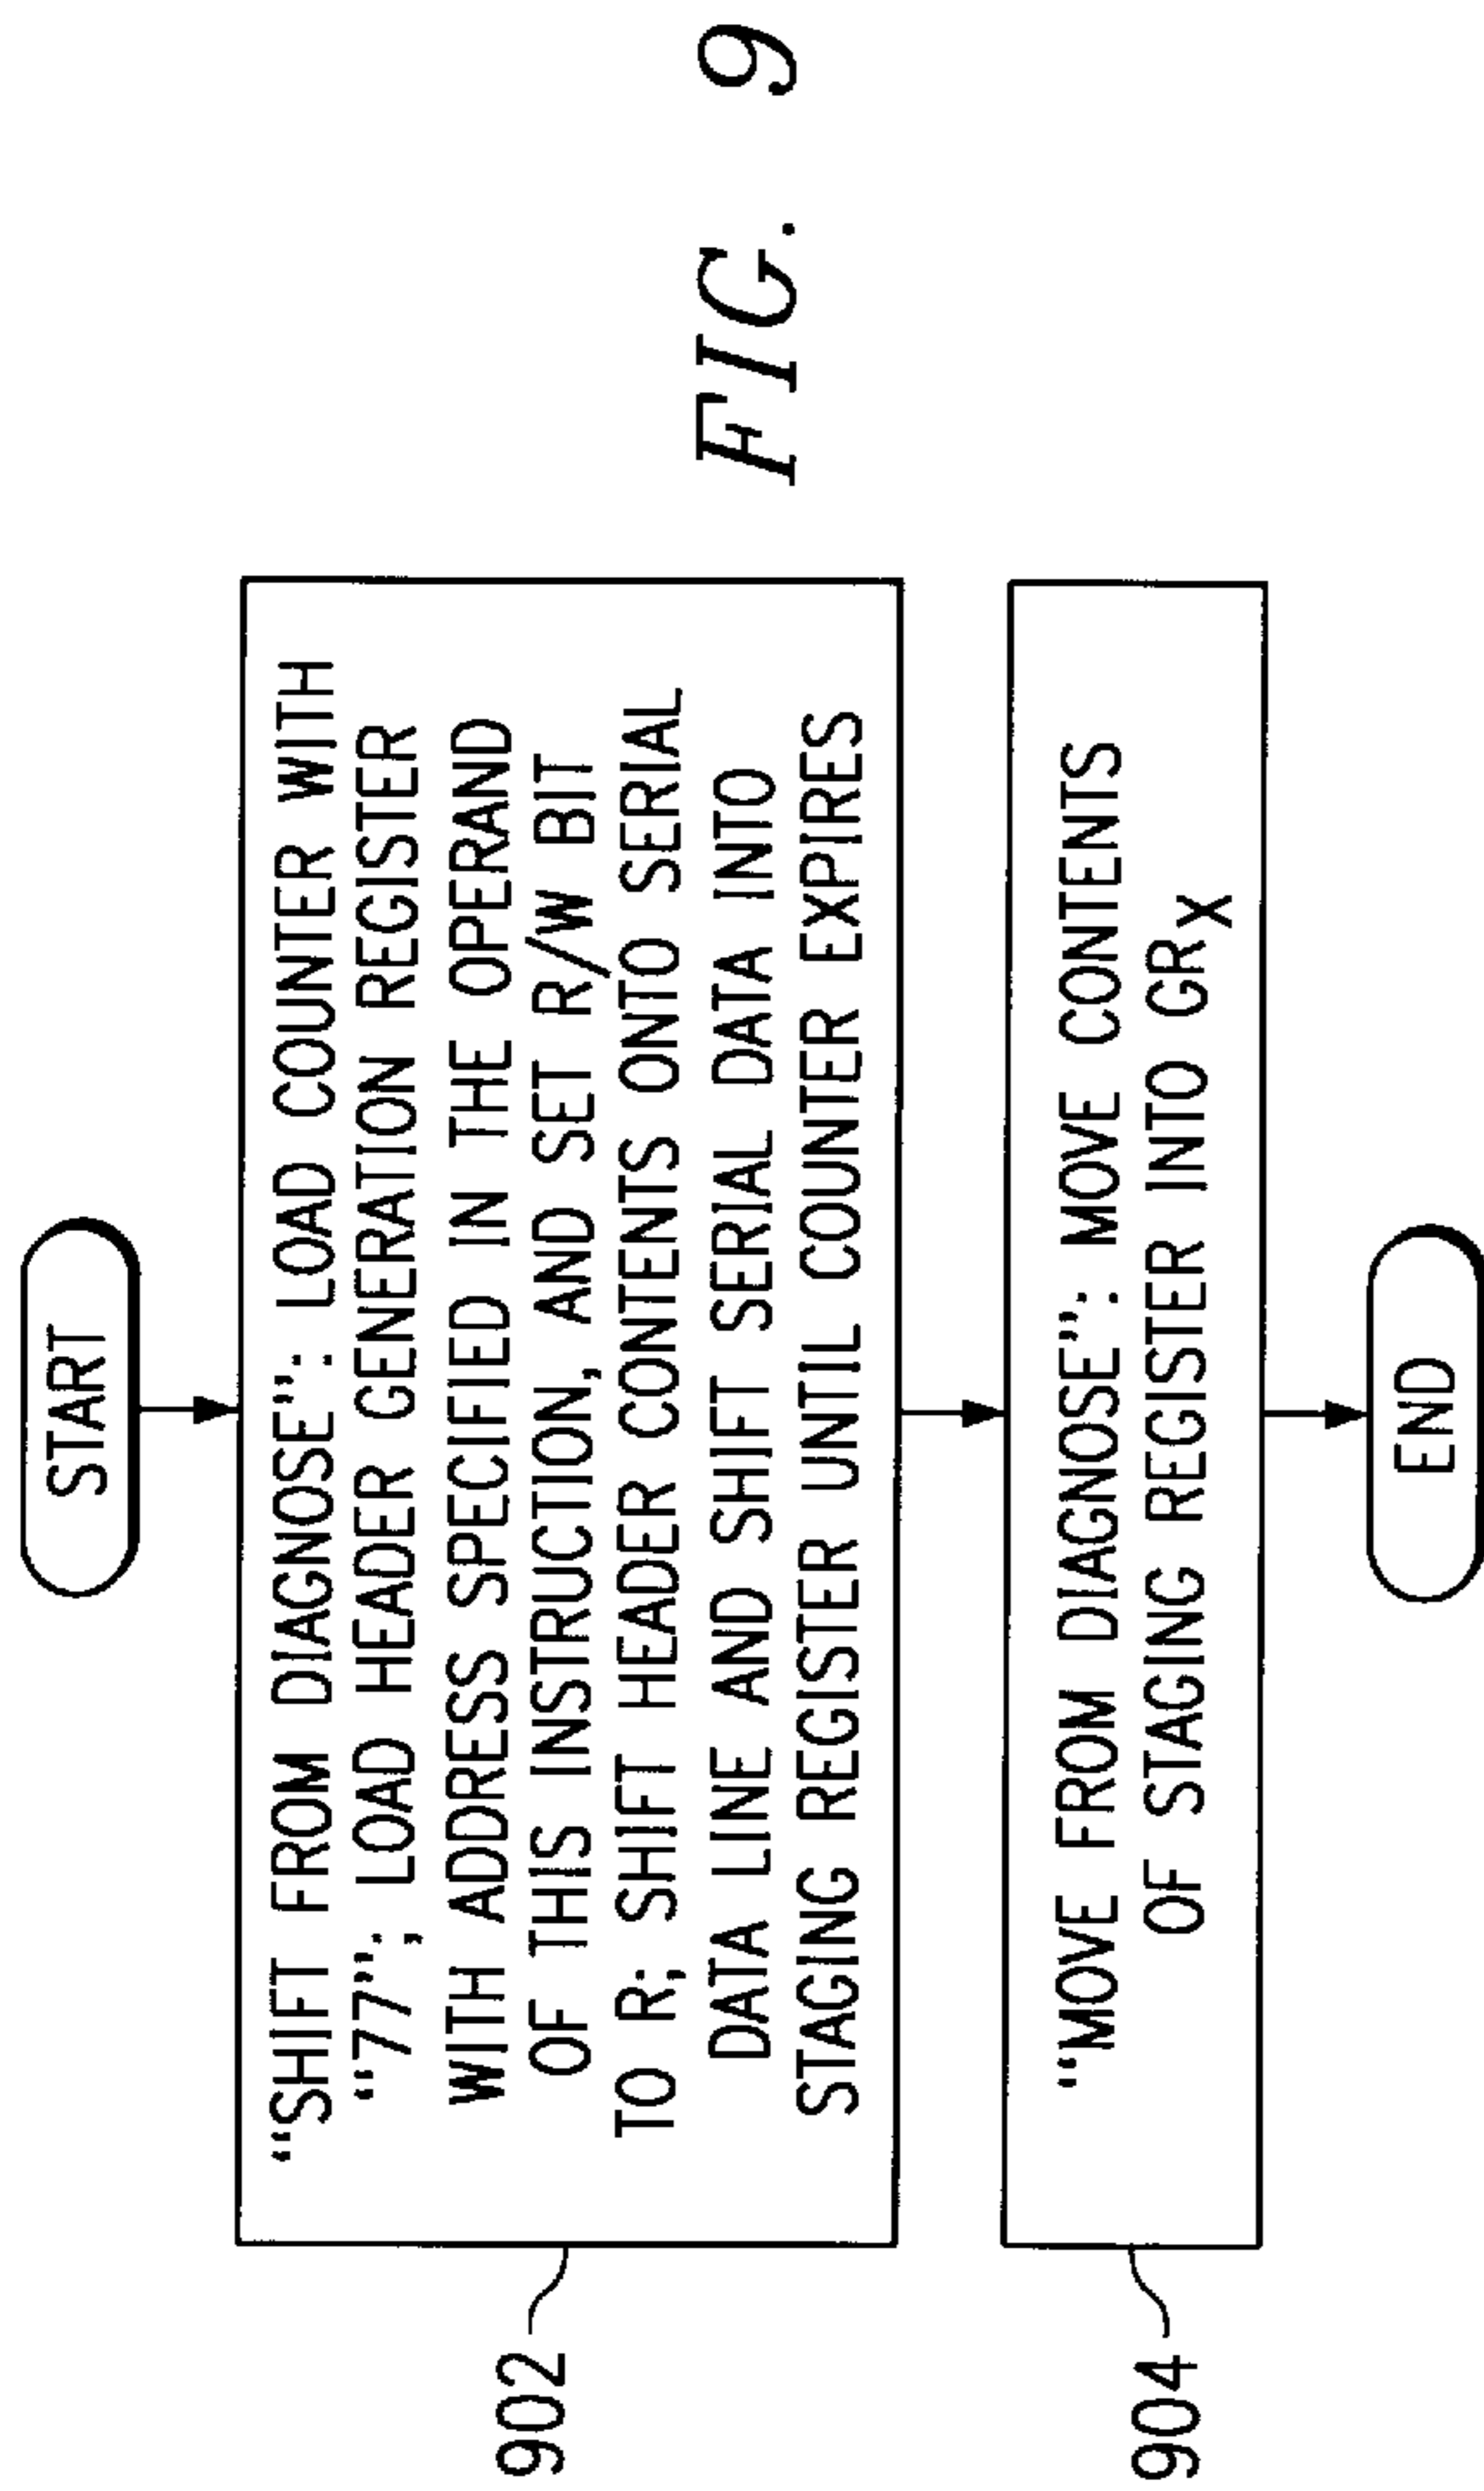 START
“SHIFT FROM DIAGNOSE”: LOAD COUNTER WITH
“77”; LOAD HEADER GENERATION REGISTER
WITH ADDRESS SPECIFIED IN THE OPERAND
OF THIS INSTRUCTION, AND SET R/W BIT
TO R; SHIFT HEADER CONTENTS ONTO SERIAL
DATA LINE AND SHIFT SERIAL DATA INTO
STAGING REGISTER UNTIL COUNTER EXPIRES
902
“MOVE FROM DIAGNOSE”: MOVE CONTENTS
OF STAGING REGISTER INTO GRX
904
END
FIG. 9